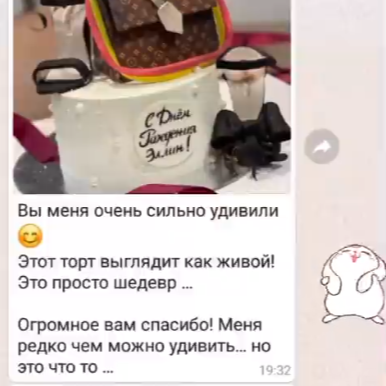 С Днём
Рождения
Эллин!
Вы меня очень сильно удивили
😊
Этот торт выглядит как живой!
Это просто шедевр ...
Огромное вам спасибо! Меня
редко чем можно удивить... но
это что то ...
19:32